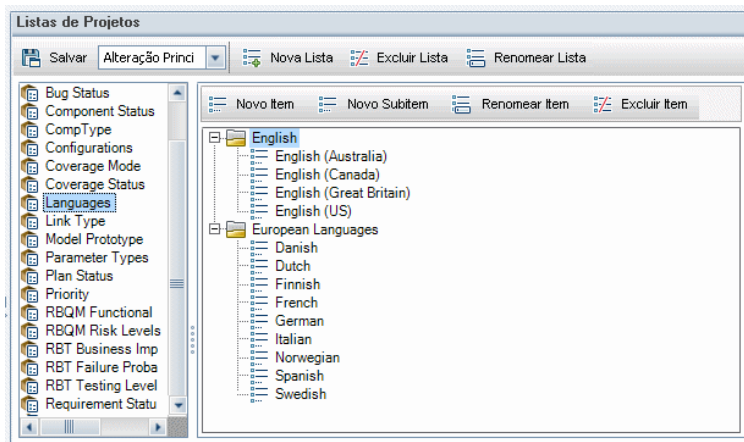 Listas de Projetos
Salvar Alteração Princi Nova Lista Excluir Lista Renomear Lista
Bug Status
Component Status
CompType
Configurations
Coverage Mode
Coverage Status
Languages
Link Type
Model Prototype
Parameter Types
Plan Status
Priority
RBQM Functional
RBQM Risk Levels
RBT Business Imp
RBT Failure Proba
RBT Testing Level
Requirement Statu
Novo Item Novo Subitem Renomear Item Excluir Item
English
English (Australia)
English (Canada)
English (Great Britain)
English (US)
European Languages
Danish
Dutch
Finnish
French
German
Italian
Norwegian
Spanish
Swedish